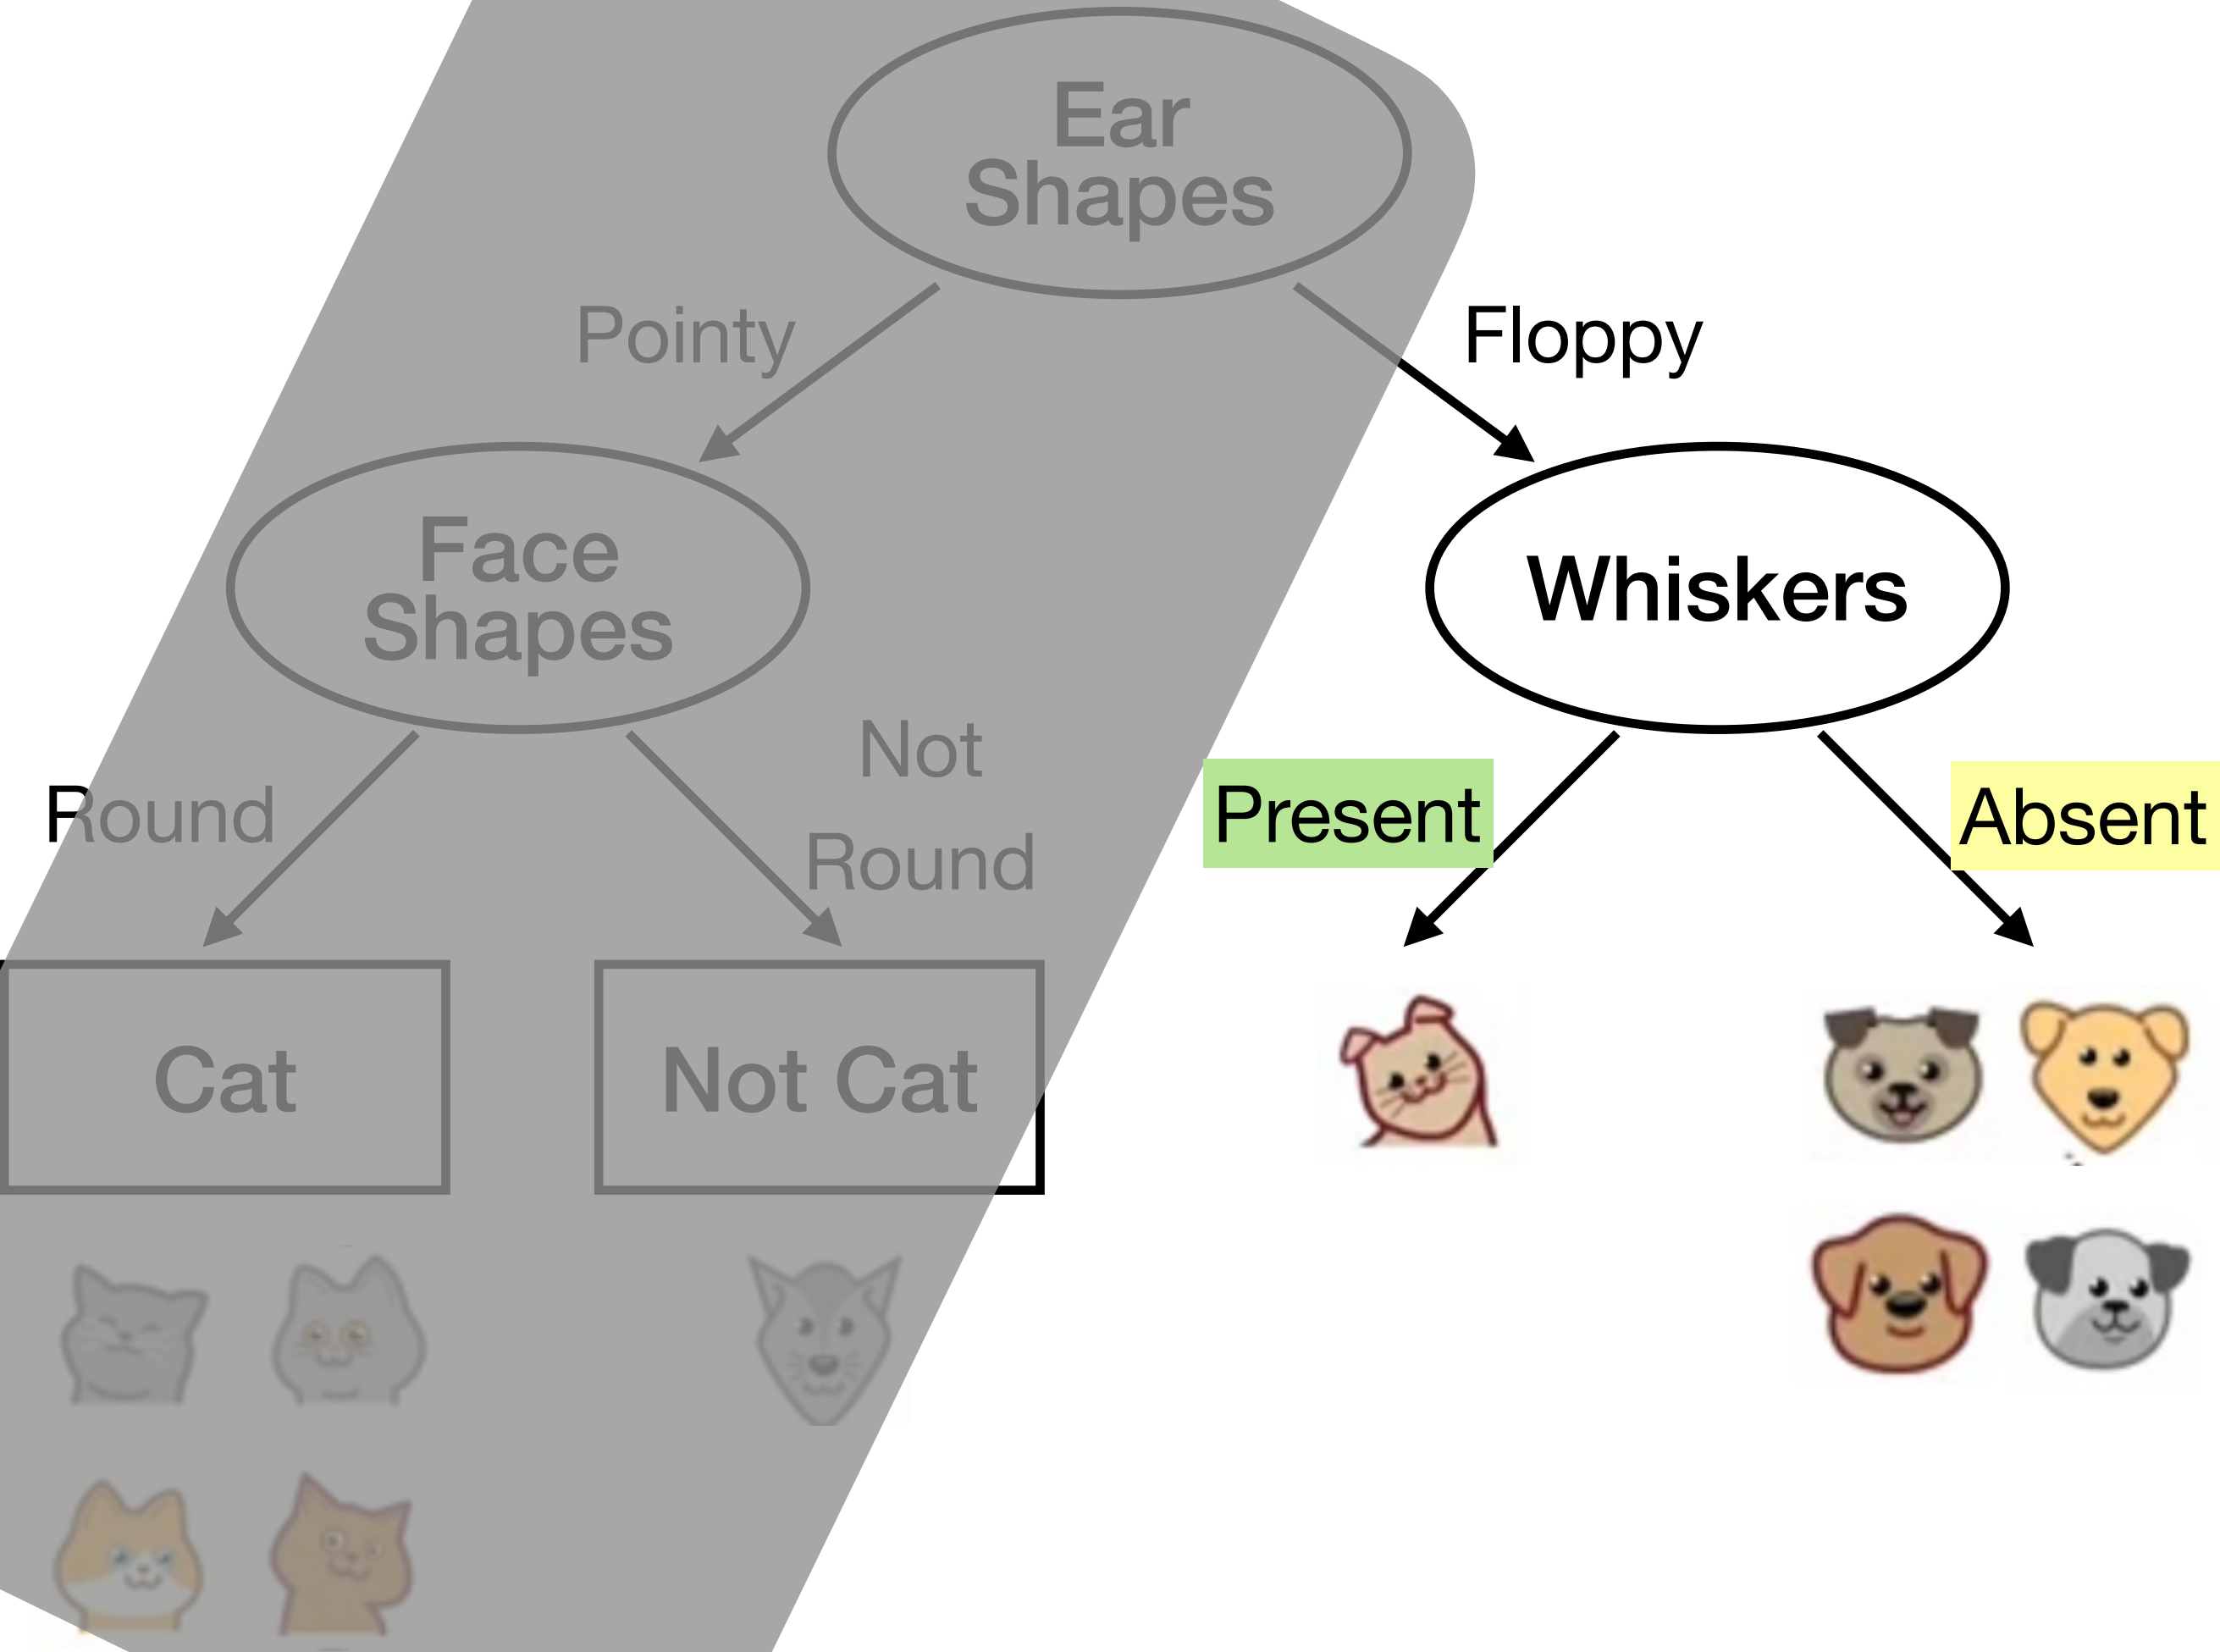 Ear
Shapes
Pointy
Floppy
Face
Shapes
Whiskers
Round
Not
Round
Present
Absent
Cat
Not Cat